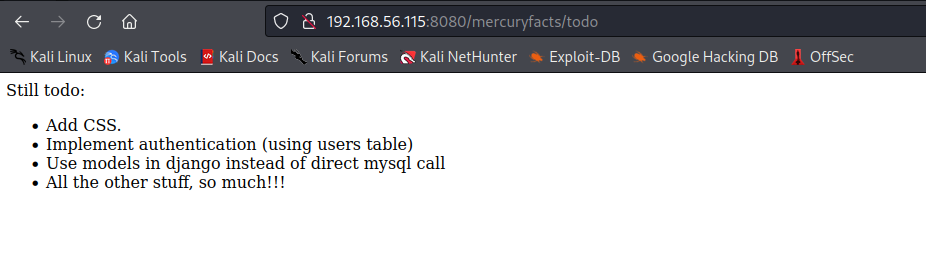 192.168.56.115:8080/mercuryfacts/todo
Kali Linux Kali Tools Kali Docs Kali Forums Kali NetHunter Exploit-DB Google Hacking DB OffSec
Still todo:
• Add CSS.
• Implement authentication (using users table)
• Use models in django instead of direct mysql call
• All the other stuff, so much!!!